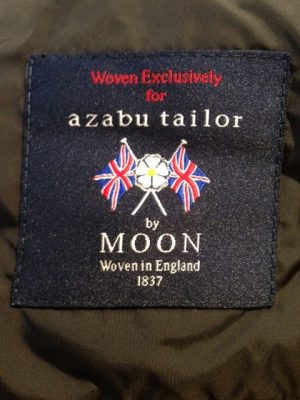 Woven Exclusively
for
azabu tailor
by
MOON
Woven in England
1837